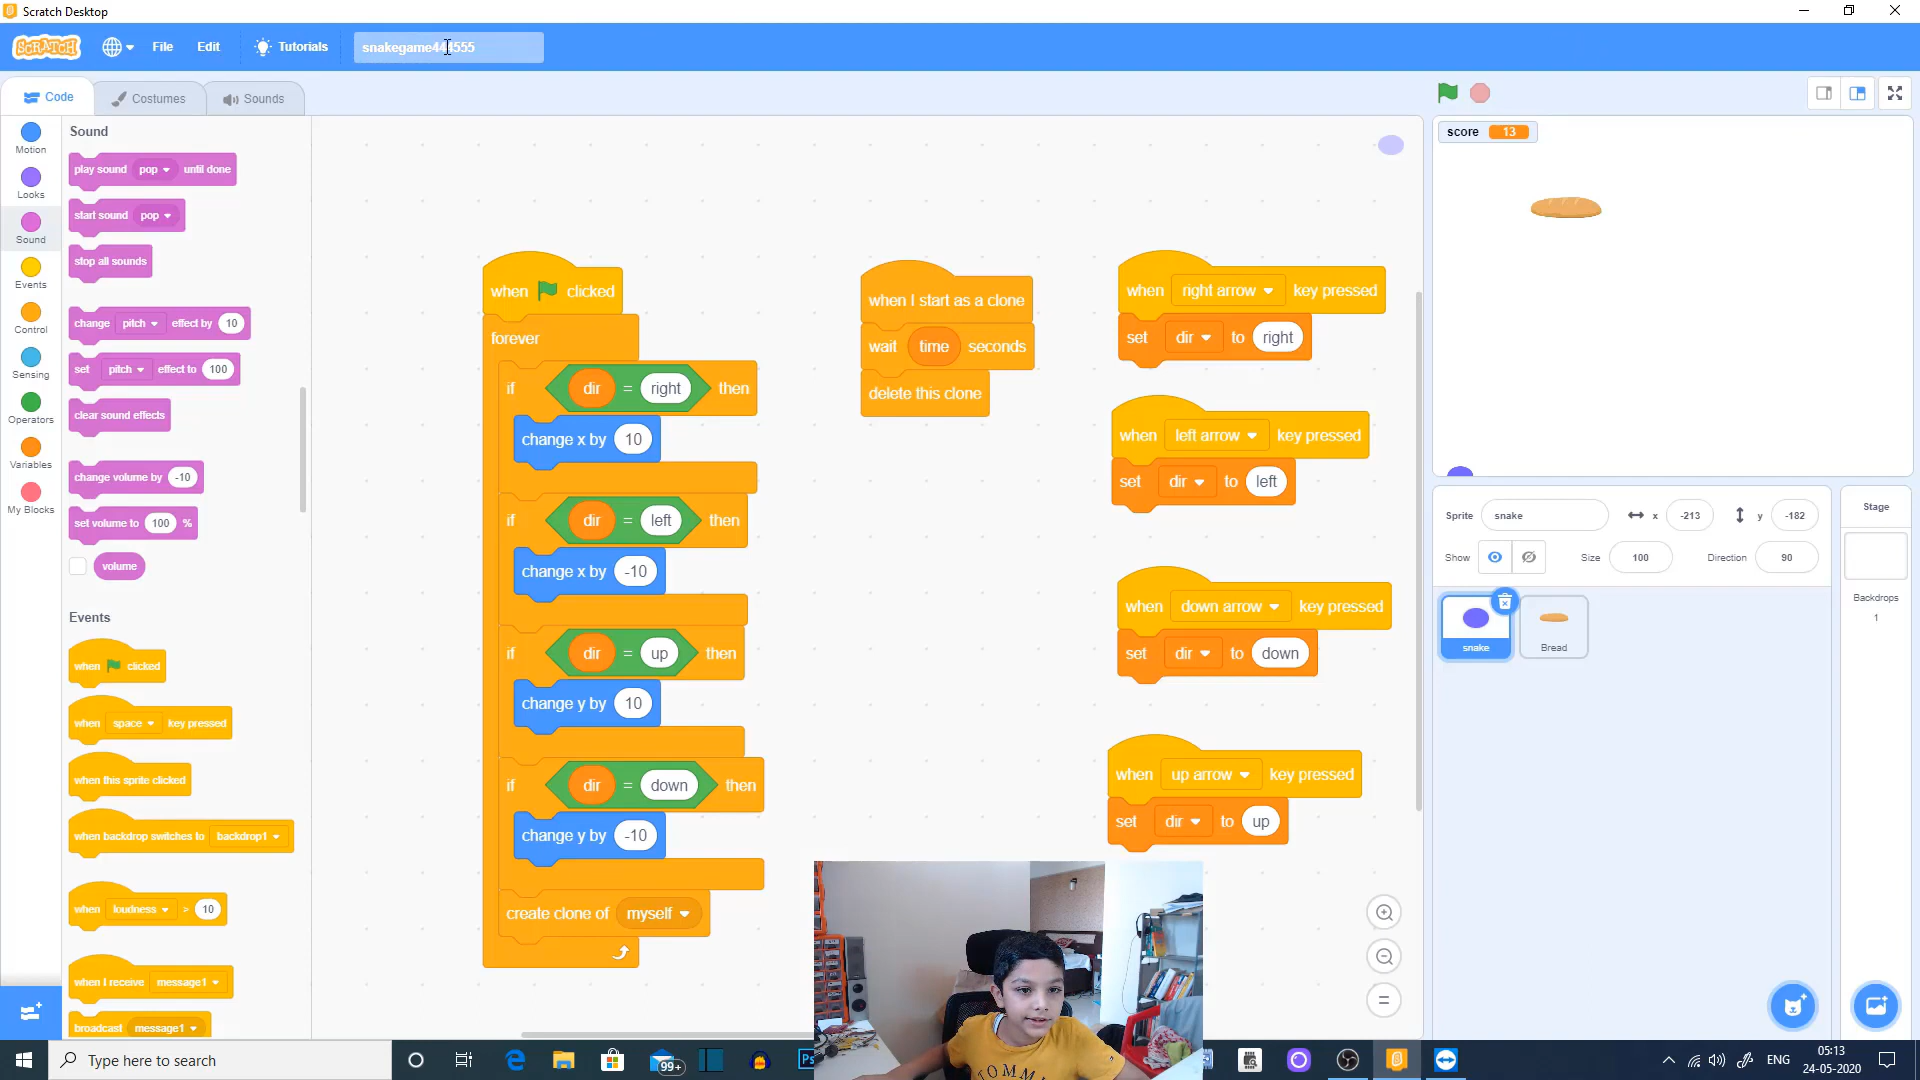 Scratch Desktop
SCRATCH
File
Edit
Tutorials
snakegame444555
Code
Costumes
Sounds
Motion
Looks
Sound
Events
Control
Sensing
Operators
Variables
My Blocks
Sound
play sound pop until done
start sound pop
stop all sounds
change pitch effect by 10
set pitch effect to 100
clear sound effects
change volume by -10
set volume to 100 %
volume
Events
when clicked
when space key pressed
when this sprite clicked
when backdrop switches to backdrop1
when loudness > 10
when I receive message1
broadcast message1
when clicked
forever
if dir = right then
change x by 10
if dir = left then
change x by -10
if dir = up then
change y by 10
if dir = down then
change y by -10
create clone of myself
when I start as a clone
wait time seconds
delete this clone
when right arrow key pressed
set dir to right
when left arrow key pressed
set dir to left
when down arrow key pressed
set dir to down
when up arrow key pressed
set dir to up
score 13
Sprite snake x -213 y -182
Show Size 100 Direction 90
snake
Bread
Stage
Backdrops
1
TOMM
Type here to search
99+
Ps
ENG
05:13
24-05-2020